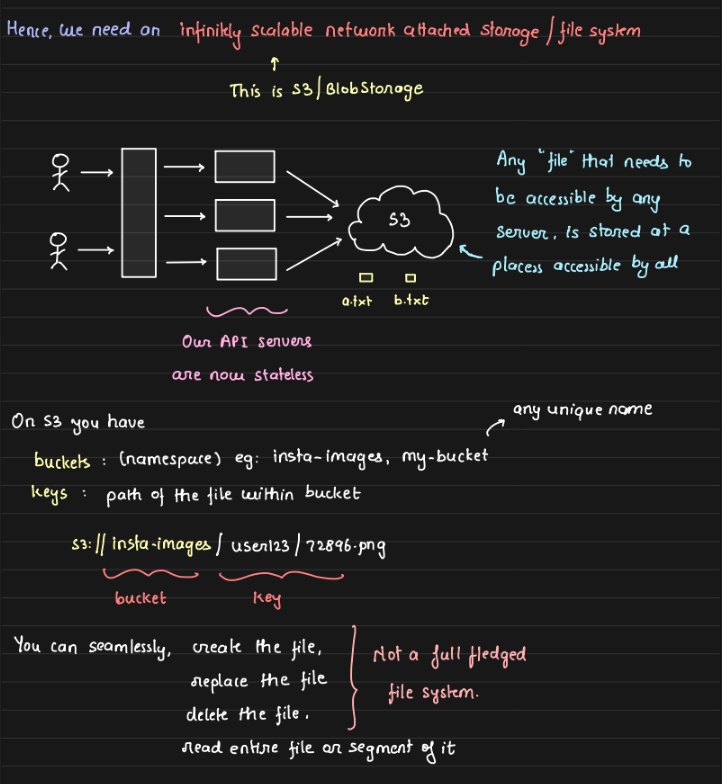 Hence, we need an infinitely scalable network attached storage / file system
This is S3/BlobStorage
Any "file" that needs to
be accessible by any
server, is stored at a
places accessible by all
S3
a.txt b.txt
Our API servers
are now stateless
On S3 you have
any unique name
buckets : (namespace) eg: insta-images, my-bucket
keys : path of the file within bucket
s3:// insta-images / user123 / 72896.png
bucket key
You can seamlessly, create the file,
replace the file
delete the file.
Read entire file or segment of it
Not a full fledged
file system.